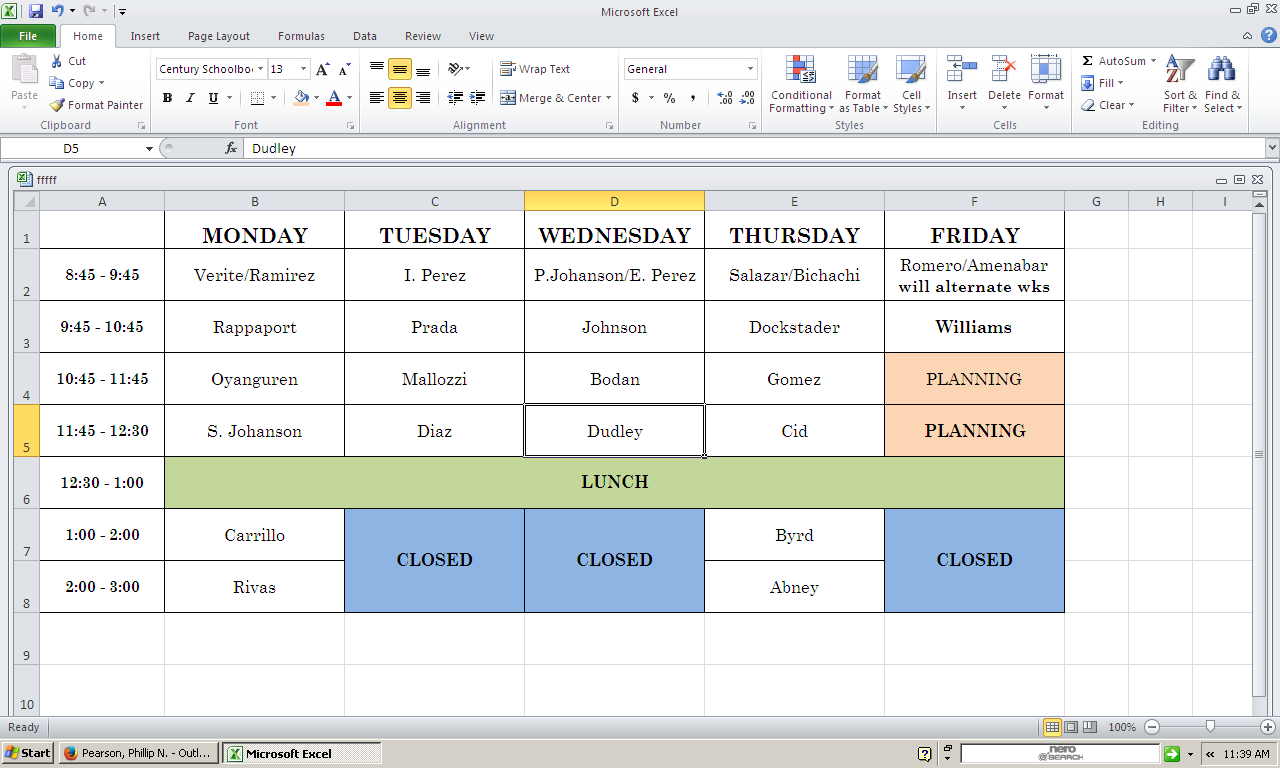 Microsoft Excel
File Home Insert Page Layout Formulas Data Review View
Paste
Cut
Copy
Format Painter
Clipboard
Century Schoolbo 13
B I U A
Font
Wrap Text
Merge & Center
Alignment
General
$ % ,
Number
Conditional Formatting
Format as Table
Cell Styles
Styles
Insert Delete Format
Cells
AutoSum
Fill
Clear
Sort & Filter
Find & Select
Editing
D5 fx Dudley
fffff
A B C D E F G H I
1 MONDAY TUESDAY WEDNESDAY THURSDAY FRIDAY
2 8:45 - 9:45 Verite/Ramirez I. Perez P.Johanson/E. Perez Salazar/Bichachi Romero/Amenabar
will alternate wks
3 9:45 - 10:45 Rappaport Prada Johnson Dockstader Williams
4 10:45 - 11:45 Oyanguren Mallozzi Bodan Gomez PLANNING
5 11:45 - 12:30 S. Johanson Diaz Dudley Cid PLANNING
6 12:30 - 1:00 LUNCH
7 1:00 - 2:00 Carrillo CLOSED CLOSED Byrd CLOSED
8 2:00 - 3:00 Rivas Abney
9
10
Ready 100%
Start Pearson, Phillip N. - Outl... Microsoft Excel nero SEARCH 11:39 AM